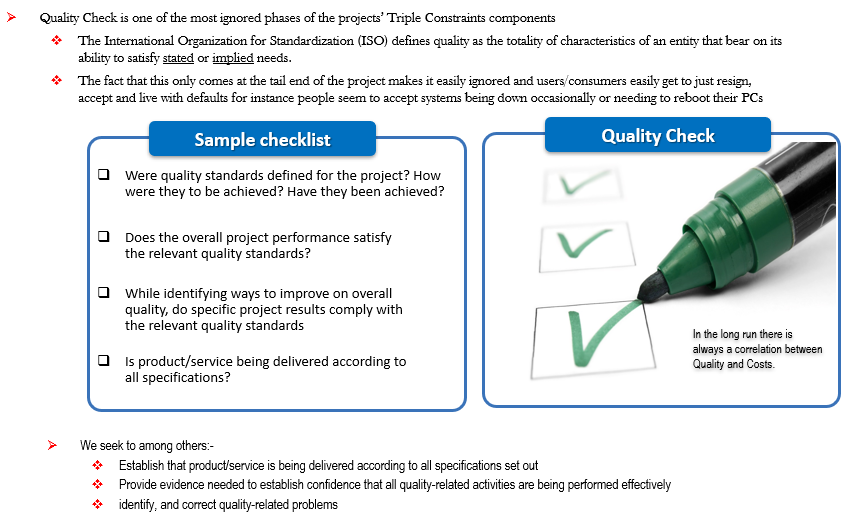 Quality Check is one of the most ignored phases of the projects' Triple Constraints components
The International Organization for Standardization (ISO) defines quality as the totality of characteristics of an entity that bear on its
ability to satisfy stated or implied needs.
The fact that this only comes at the tail end of the project makes it easily ignored and users/consumers easily get to just resign,
accept and live with defaults for instance people seem to accept systems being down occasionally or needing to reboot their PCs
Sample checklist
Were quality standards defined for the project? How
were they to be achieved? Have they been achieved?
Does the overall project performance satisfy
the relevant quality standards?
While identifying ways to improve on overall
quality, do specific project results comply with
the relevant quality standards
Is product/service being delivered according to
all specifications?
Quality Check
In the long run there is
always a correlation between
Quality and Costs.
We seek to among others:-
Establish that product/service is being delivered according to all specifications set out
Provide evidence needed to establish confidence that all quality-related activities are being performed effectively
identify, and correct quality-related problems